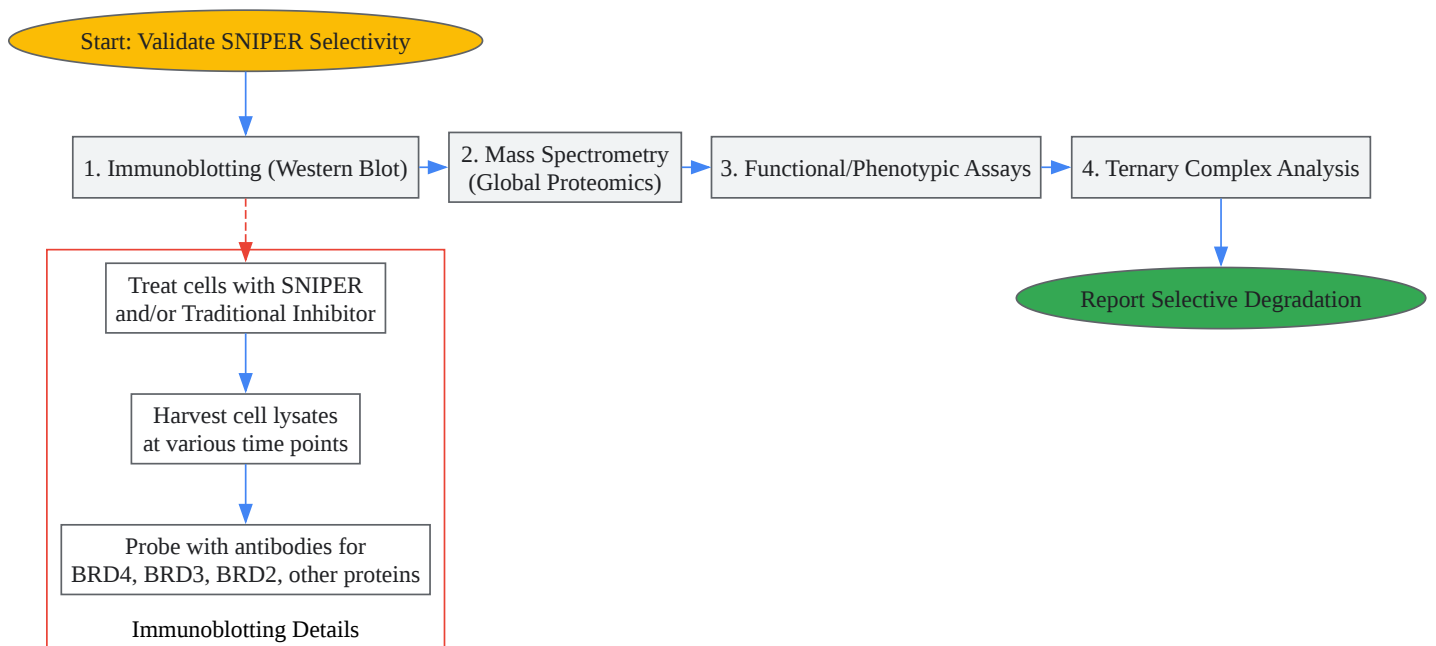 Start: Validate SNIPER Selectivity
1. Immunoblotting (Western Blot)
2. Mass Spectrometry
(Global Proteomics)
3. Functional/Phenotypic Assays
4. Ternary Complex Analysis
Treat cells with SNIPER
and/or Traditional Inhibitor
Report Selective Degradation
Harvest cell lysates
at various time points
Probe with antibodies for
BRD4, BRD3, BRD2, other proteins
Immunoblotting Details